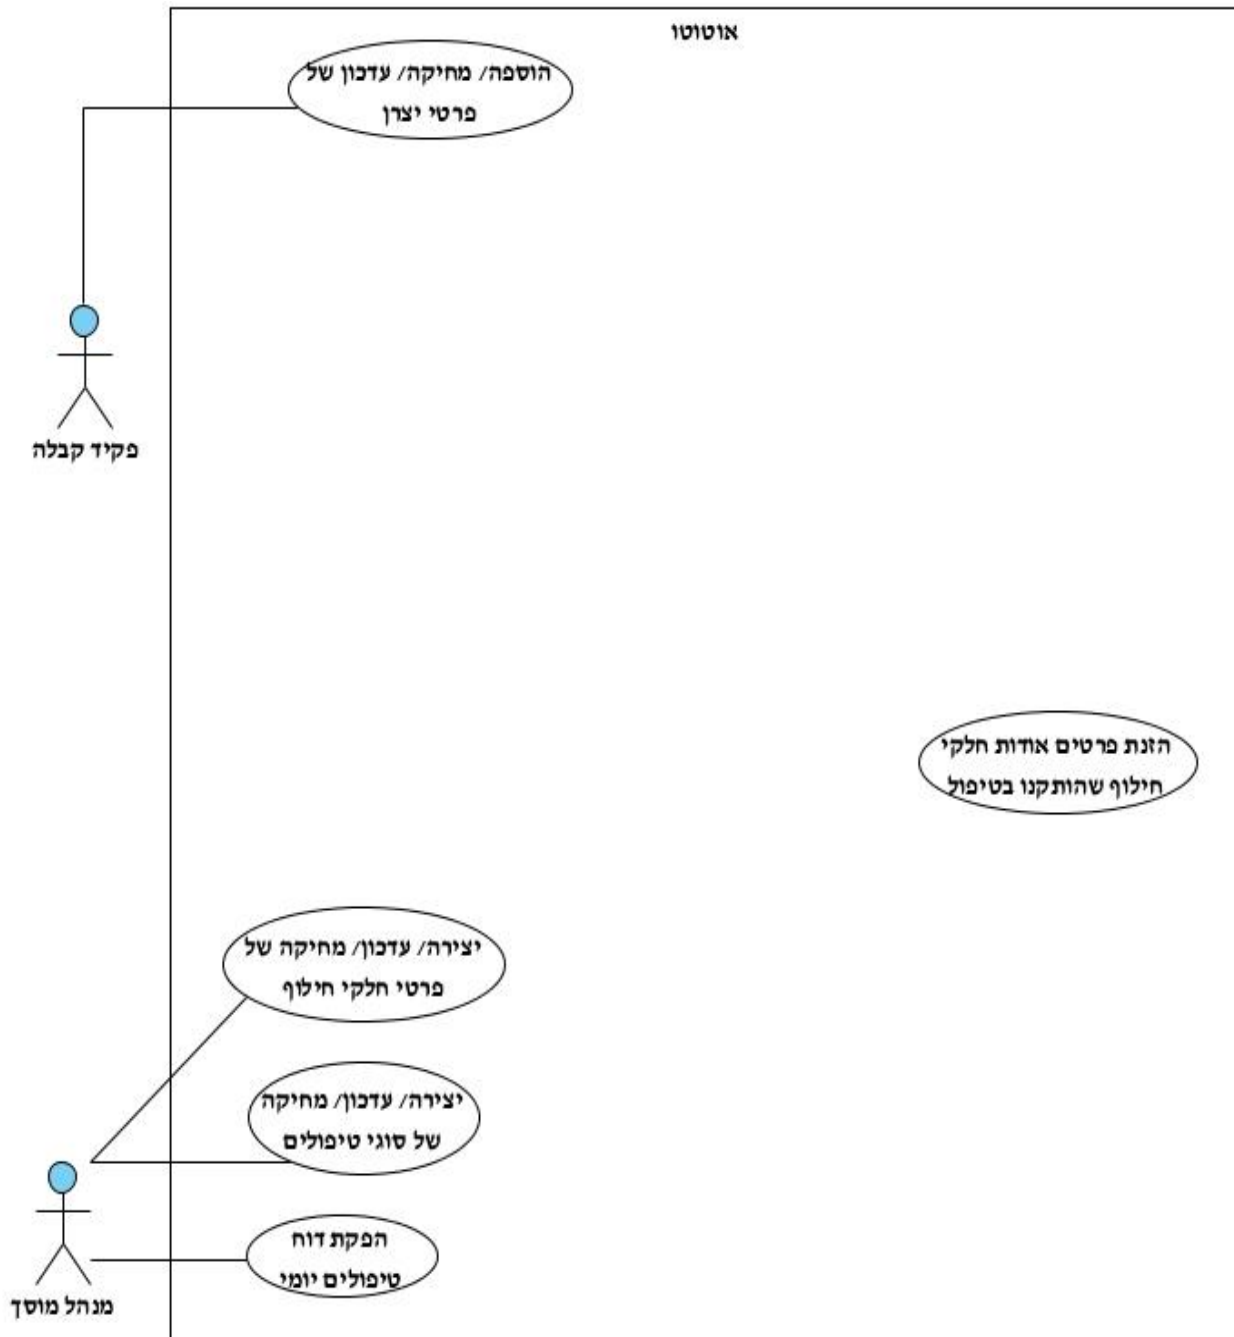 אוטוטו
הוספה/ מחיקה/ עדכון של
פרטי יצרן
פקיד קבלה
הזנת פרטים אודות חלקי
חילוף שהותקנו בטיפול
יצירה/ עדכון/ מחיקה של
פרטי חלקי חילוף
יצירה/ עדכון/ מחיקה
של סוגי טיפולים
הפקת דוח
טיפולים יומי
מנהל מוסך